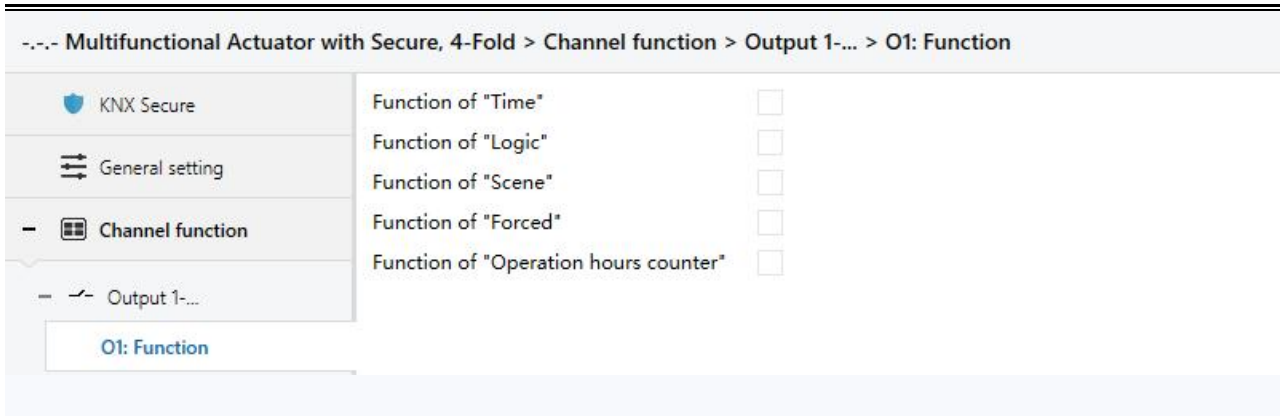 -.-.- Multifunctional Actuator with Secure, 4-Fold > Channel function > Output 1-... > O1: Function
KNX Secure
General setting
Channel function
Output 1-...
O1: Function
Function of "Time"
Function of "Logic"
Function of "Scene"
Function of "Forced"
Function of "Operation hours counter"